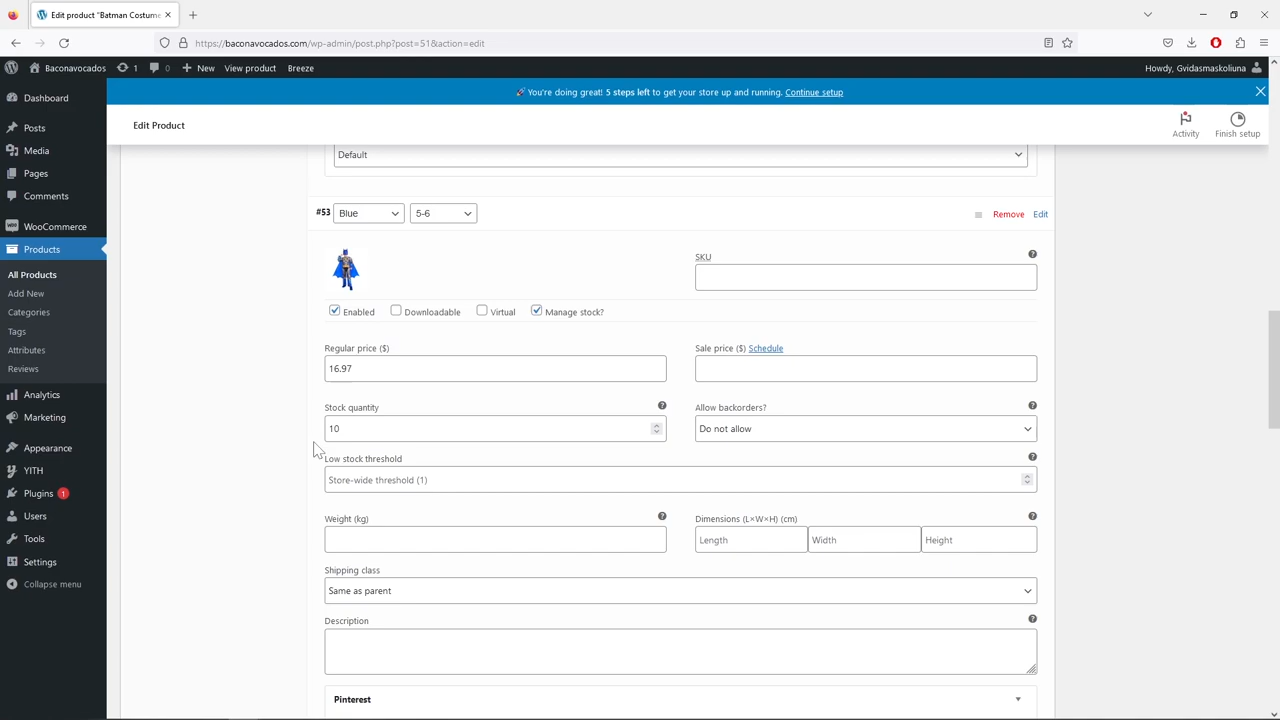 Edit product "Batman Costume
https://baconavocados.com/wp-admin/post.php?post=51&action=edit
Baconavocados 1 0 New View product Breeze Howdy, Gvidasmaskoliuna
🚀 You're doing great! 5 steps left to get your store up and running. Continue setup
Edit Product
Activity
Finish setup
Dashboard
Posts
Media
Pages
Comments
WooCommerce
Products
All Products
Add New
Categories
Tags
Attributes
Reviews
Analytics
Marketing
Appearance
YITH
Plugins 1
Users
Tools
Settings
Collapse menu
Default
#53 Blue 5-6 Remove Edit
SKU
Enabled Downloadable Virtual Manage stock?
Regular price ($) Sale price ($) Schedule
16.97
Stock quantity Allow backorders?
10 Do not allow
Low stock threshold
Store-wide threshold (1)
Weight (kg) Dimensions (L×W×H) (cm)
Length Width Height
Shipping class
Same as parent
Description
Pinterest